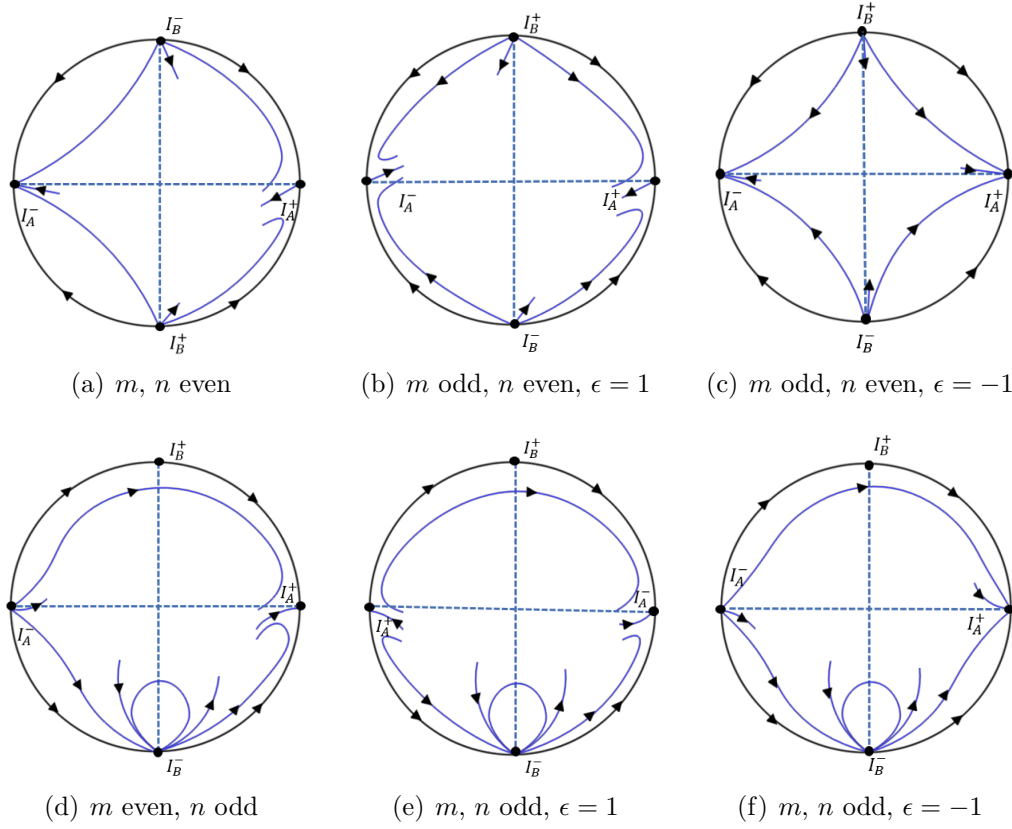 I_B^- I_B^+ I_B^+
I_A^- I_A^+ I_A^- I_A^+ I_A^- I_A^+
I_B^+ I_B^- I_B^-
(a) m, n even (b) m odd, n even, ϵ = 1 (c) m odd, n even, ϵ = −1
I_B^+ I_B^+ I_B^+
I_A^- I_A^+ I_A^+ I_A^- I_A^- I_A^+
I_B^- I_B^- I_B^-
(d) m even, n odd (e) m, n odd, ϵ = 1 (f) m, n odd, ϵ = −1